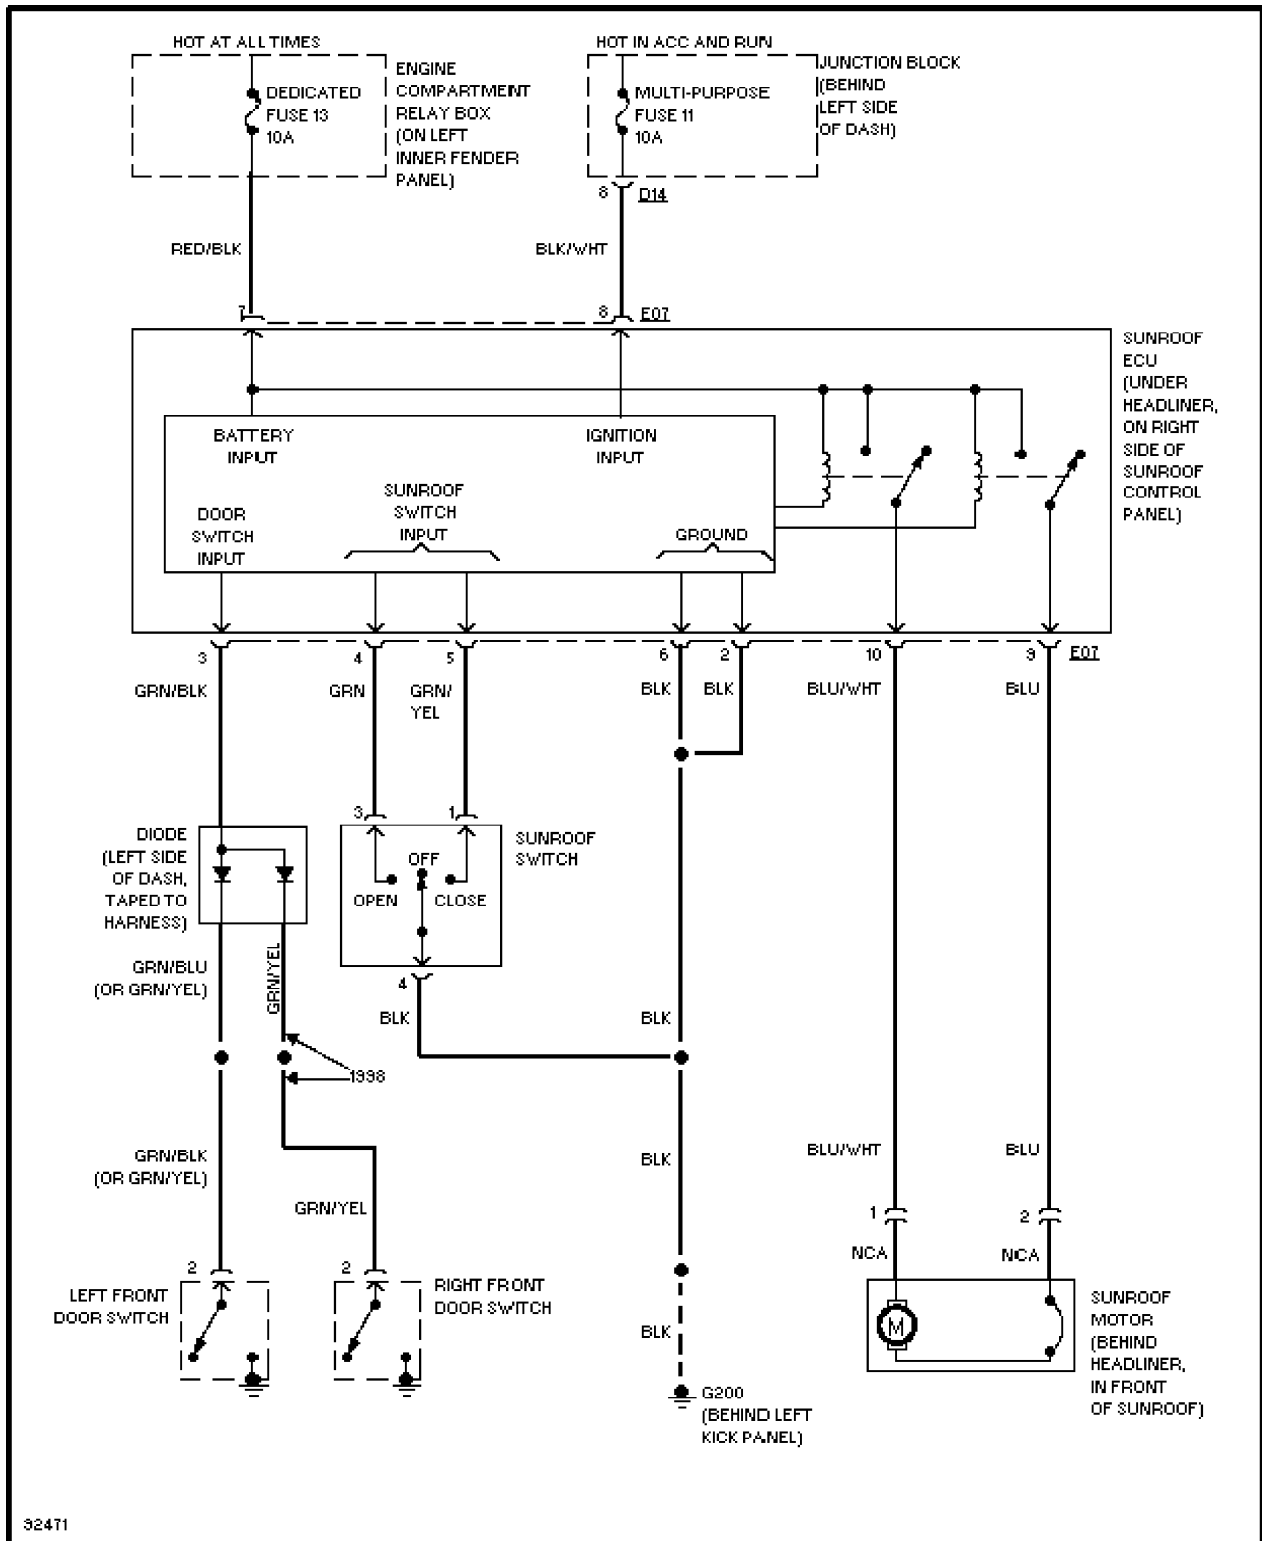 HOT AT ALL TIMES
HOT IN ACC AND RUN
DEDICATED
FUSE 13
10A
ENGINE
COMPARTMENT
RELAY BOX
(ON LEFT
INNER FENDER
PANEL)
MULTI-PURPOSE
FUSE 11
10A
JUNCTION BLOCK
(BEHIND
LEFT SIDE
OF DASH)
8
D14
RED/BLK
BLK/WHT
7
8
E07
SUNROOF
ECU
(UNDER
HEADLINER,
ON RIGHT
SIDE OF
SUNROOF
CONTROL
PANEL)
BATTERY
INPUT
IGNITION
INPUT
DOOR
SWITCH
INPUT
SUNROOF
SWITCH
INPUT
GROUND
3
4
5
6
2
10
9
E07
GRN/BLK
GRN
GRN/
YEL
BLK
BLK
BLU/WHT
BLU
3
1
DIODE
(LEFT SIDE
OF DASH,
TAPED TO
HARNESS)
OFF
OPEN
CLOSE
SUNROOF
SWITCH
GRN/BLU
(OR GRN/YEL)
GRN/YEL
4
BLK
BLK
1998
GRN/BLK
(OR GRN/YEL)
GRN/YEL
BLK
BLU/WHT
BLU
1
2
NCA
NCA
2
2
LEFT FRONT
DOOR SWITCH
RIGHT FRONT
DOOR SWITCH
BLK
M
SUNROOF
MOTOR
(BEHIND
HEADLINER,
IN FRONT
OF SUNROOF)
G200
(BEHIND LEFT
KICK PANEL)
92471